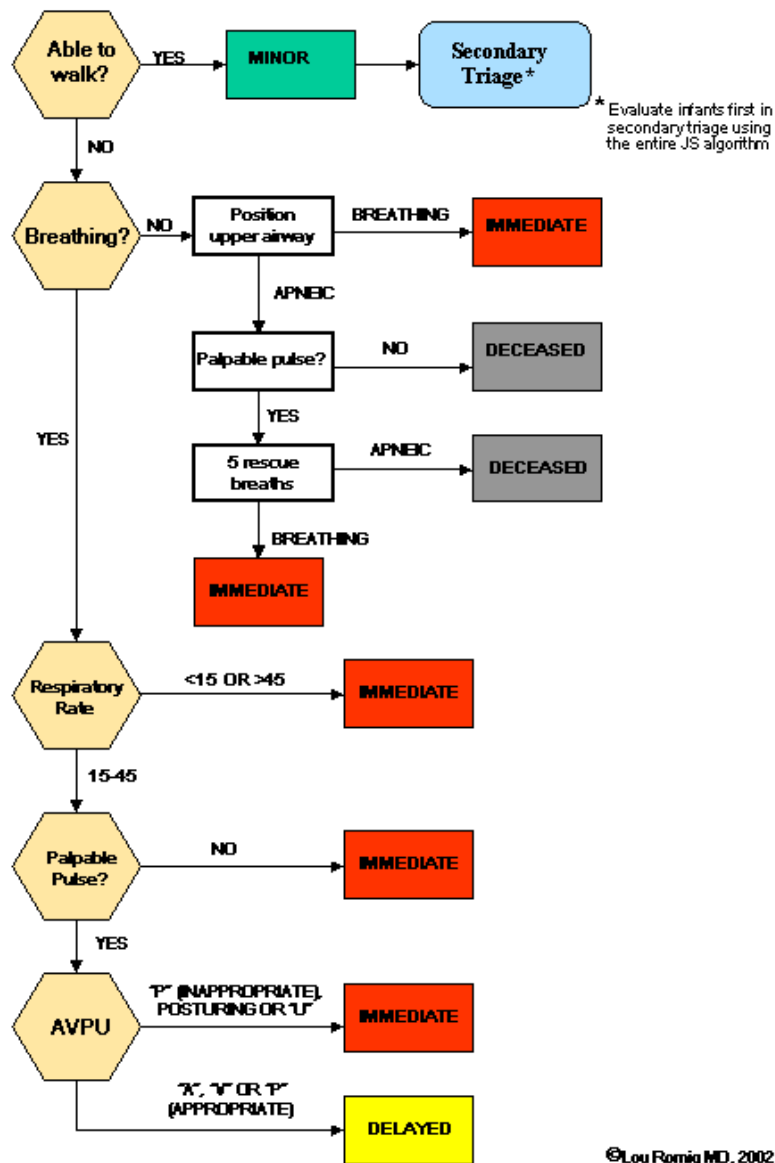 Able to
walk?
YES
MINOR
Secondary
Triage*
* Evaluate infants first in
secondary triage using
the entire JS algorithm
NO
Breathing?
NO
Position
upper airway
BREATHING
IMMEDIATE
APNEIC
Palpable pulse?
NO
DECEASED
YES
5 rescue
breaths
APNEIC
DECEASED
BREATHING
IMMEDIATE
YES
Respiratory
Rate
<15 OR >45
IMMEDIATE
15-45
Palpable
Pulse?
NO
IMMEDIATE
YES
AVPU
"P" (INAPPROPRIATE),
POSTURING OR "U"
IMMEDIATE
"A", "V" OR "P"
(APPROPRIATE)
DELAYED
©Lou Romig MD, 2002